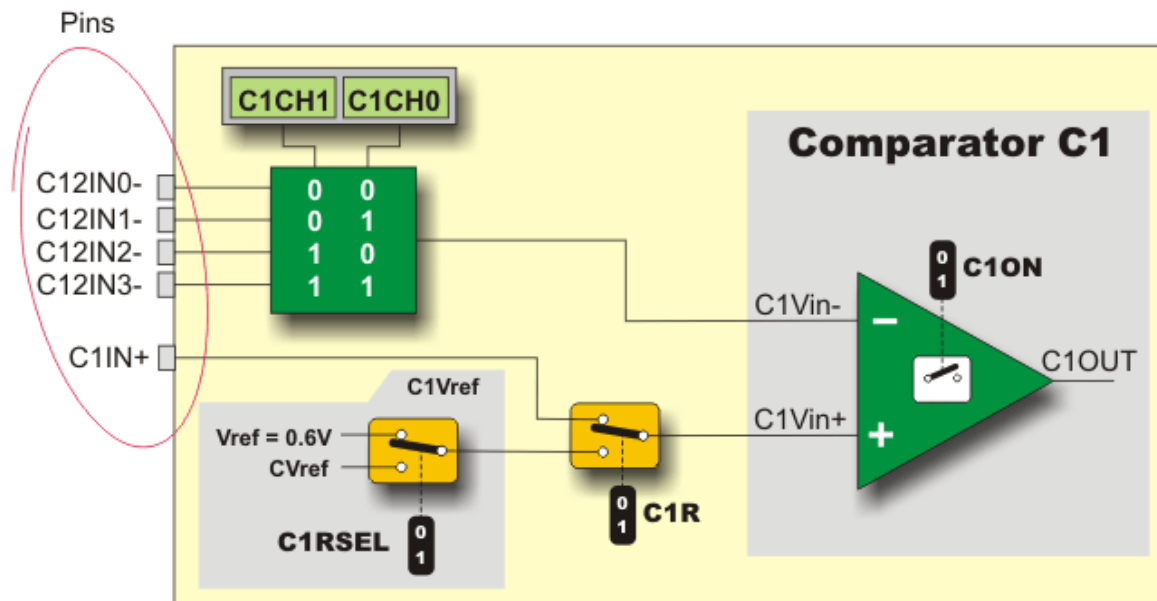 Pins
C1CH1 C1CH0
C12IN0- 0 0
C12IN1- 0 1
C12IN2- 1 0
C12IN3- 1 1
C1IN+
Comparator C1
0
1
C1ON
C1Vin-
−
C1OUT
C1Vin+
+
C1Vref
Vref = 0.6V
CVref
C1RSEL
0
1
0
1
C1R